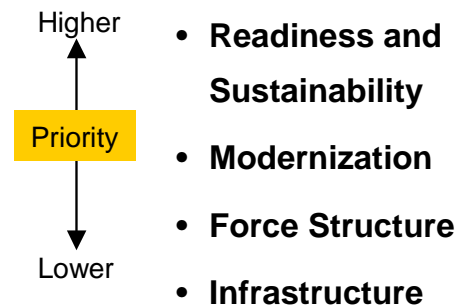 Higher
Priority
Lower
• Readiness and
Sustainability
• Modernization
• Force Structure
• Infrastructure